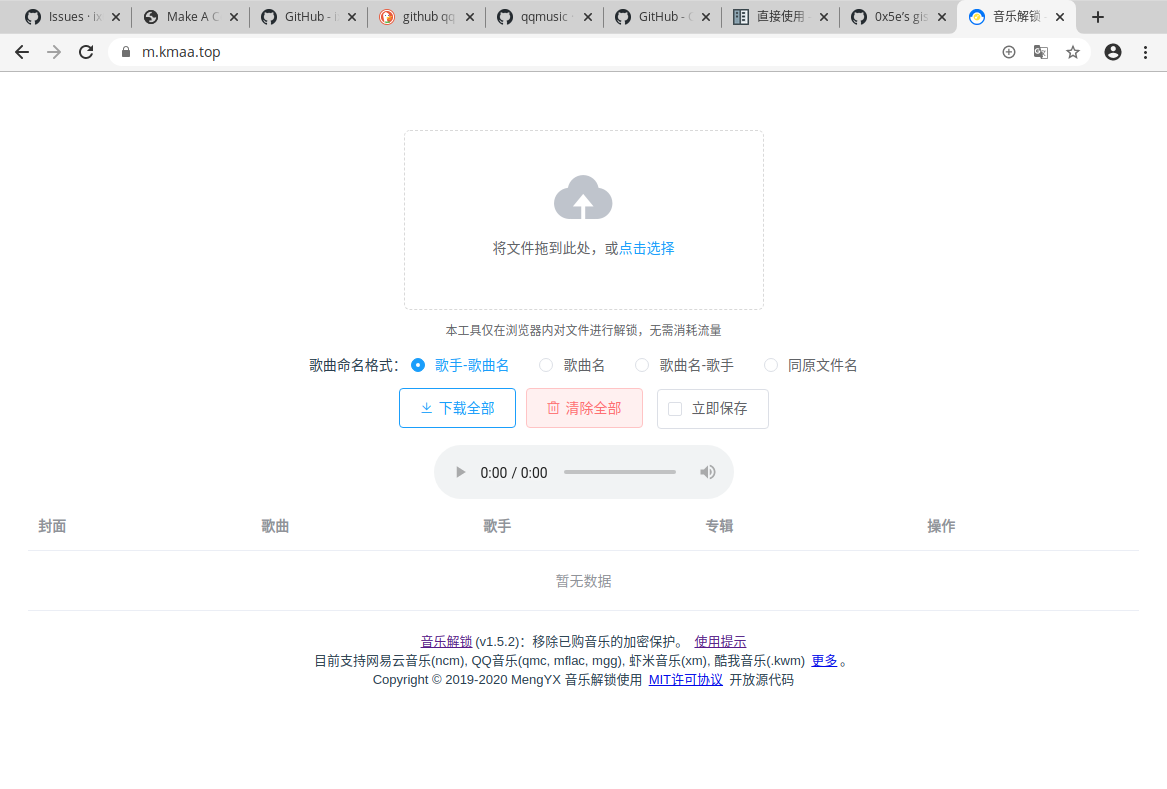 Issues · ix Make A C GitHub - i github qq qqmusic · GitHub - C 直接使用 0x5e's gis 音乐解锁 -
m.kmaa.top
将文件拖到此处，或点击选择
本工具仅在浏览器内对文件进行解锁，无需消耗流量
歌曲命名格式： 歌手-歌曲名 歌曲名 歌曲名-歌手 同原文件名
下载全部 清除全部 立即保存
0:00 / 0:00
封面 歌曲 歌手 专辑 操作
暂无数据
音乐解锁 (v1.5.2)：移除已购音乐的加密保护。 使用提示
目前支持网易云音乐(ncm), QQ音乐(qmc, mflac, mgg), 虾米音乐(xm), 酷我音乐(.kwm) 更多 。
Copyright © 2019-2020 MengYX 音乐解锁使用 MIT许可协议 开放源代码